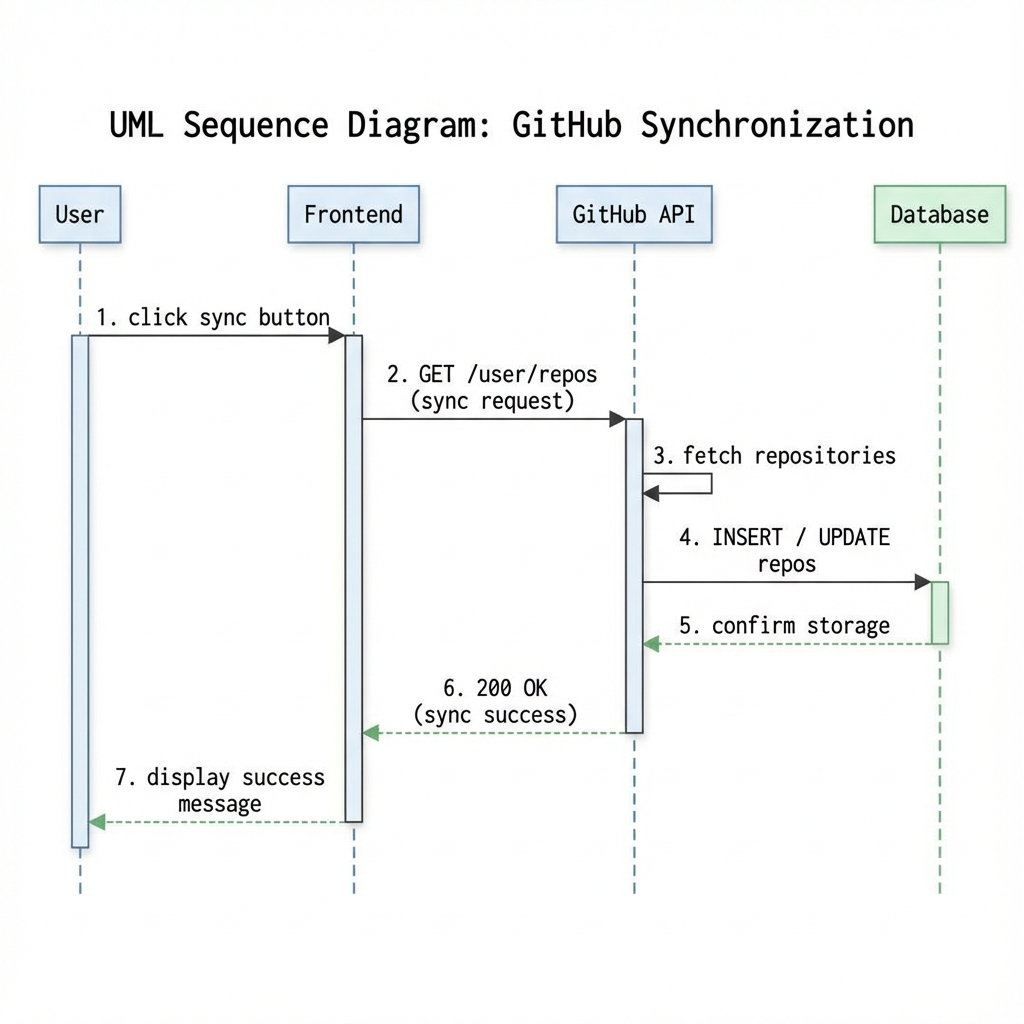 UML Sequence Diagram: GitHub Synchronization
User
Frontend
GitHub API
Database
1. click sync button
2. GET /user/repos
(sync request)
3. fetch repositories
4. INSERT / UPDATE
repos
5. confirm storage
6. 200 OK
(sync success)
7. display success
message